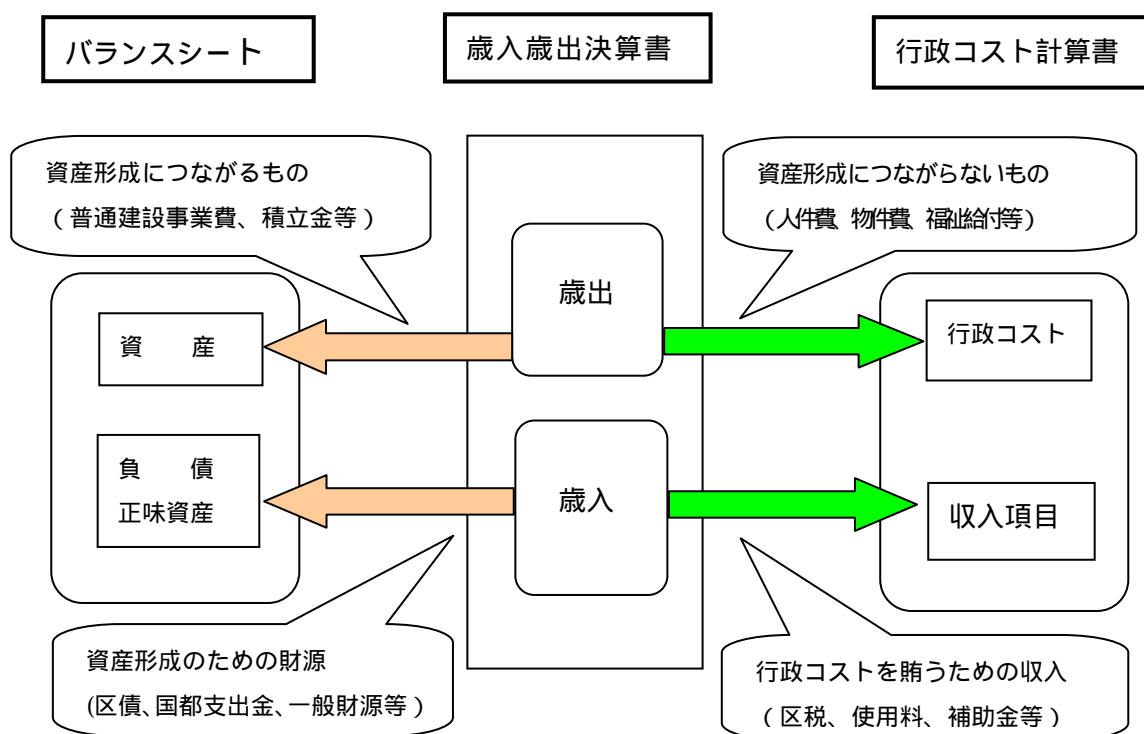 バランスシート
歳入歳出決算書
行政コスト計算書
資産形成につながるもの
（普通建設事業費、積立金等）
資産形成につながらないもの
（人件費、物件費、福祉給付等）
歳出
資　　産
行政コスト
負　　債
正味資産
歳入
収入項目
資産形成のための財源
(区債、国都支出金、一般財源等）
行政コストを賄うための収入
（区税、使用料、補助金等）